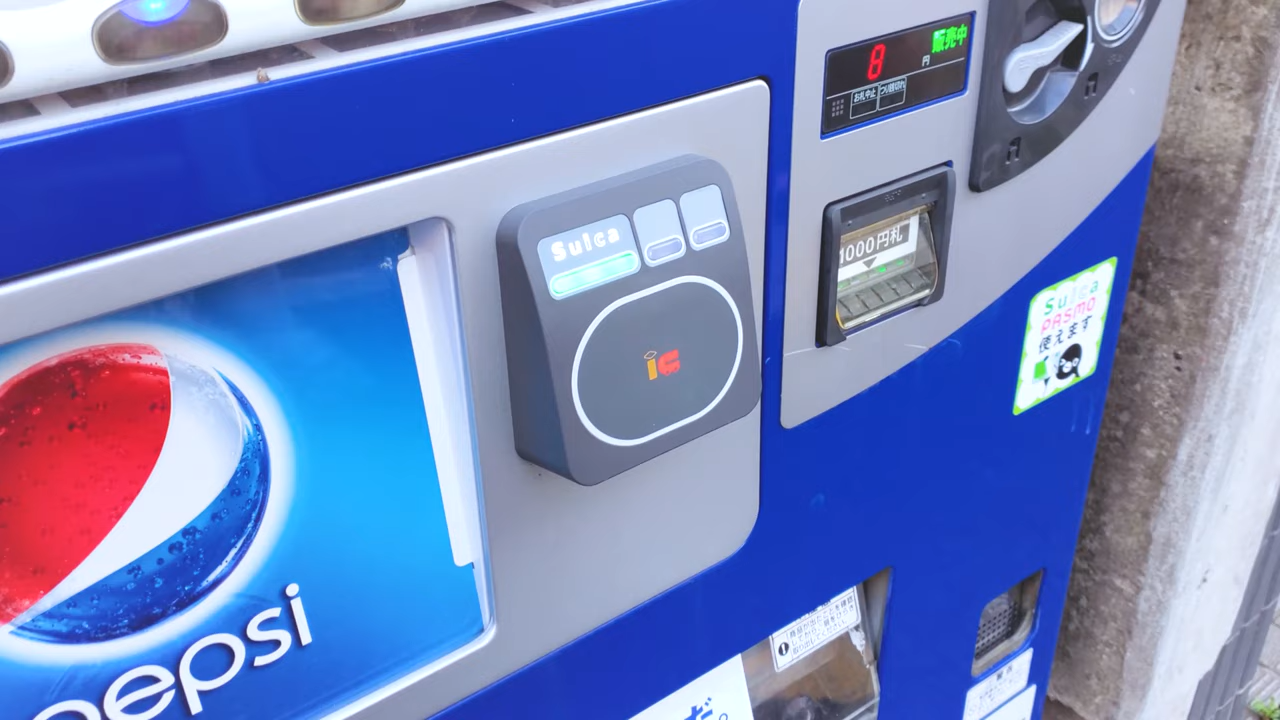 8
円
販売中
お札中止
つり銭切れ
Suica
1000円札
Suica
PASMO
使えます
pepsi
だ。